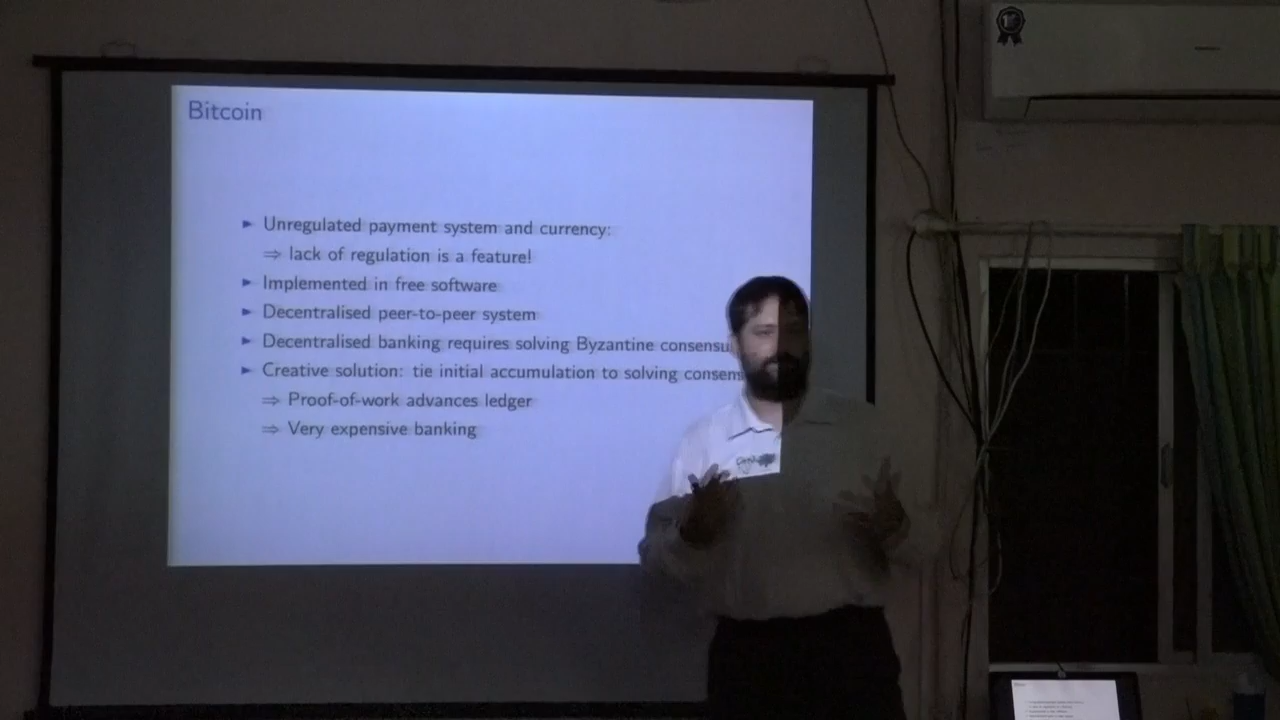 Bitcoin
► Unregulated payment system and currency:
⇒ lack of regulation is a feature!
► Implemented in free software
► Decentralised peer-to-peer system
► Decentralised banking requires solving Byzantine consensu
► Creative solution: tie initial accumulation to solving consens
⇒ Proof-of-work advances ledger
⇒ Very expensive banking